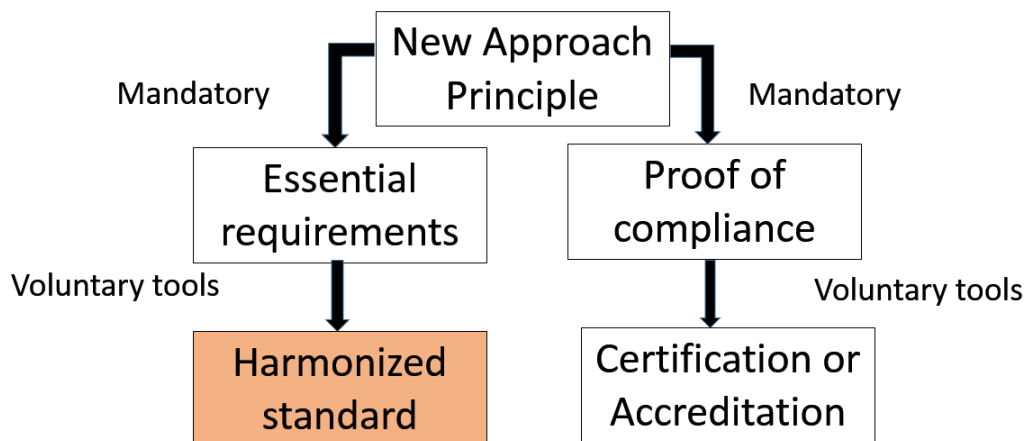 New Approach
Principle
Mandatory
Mandatory
Essential
requirements
Proof of
compliance
Voluntary tools
Voluntary tools
Harmonized
standard
Certification or
Accreditation